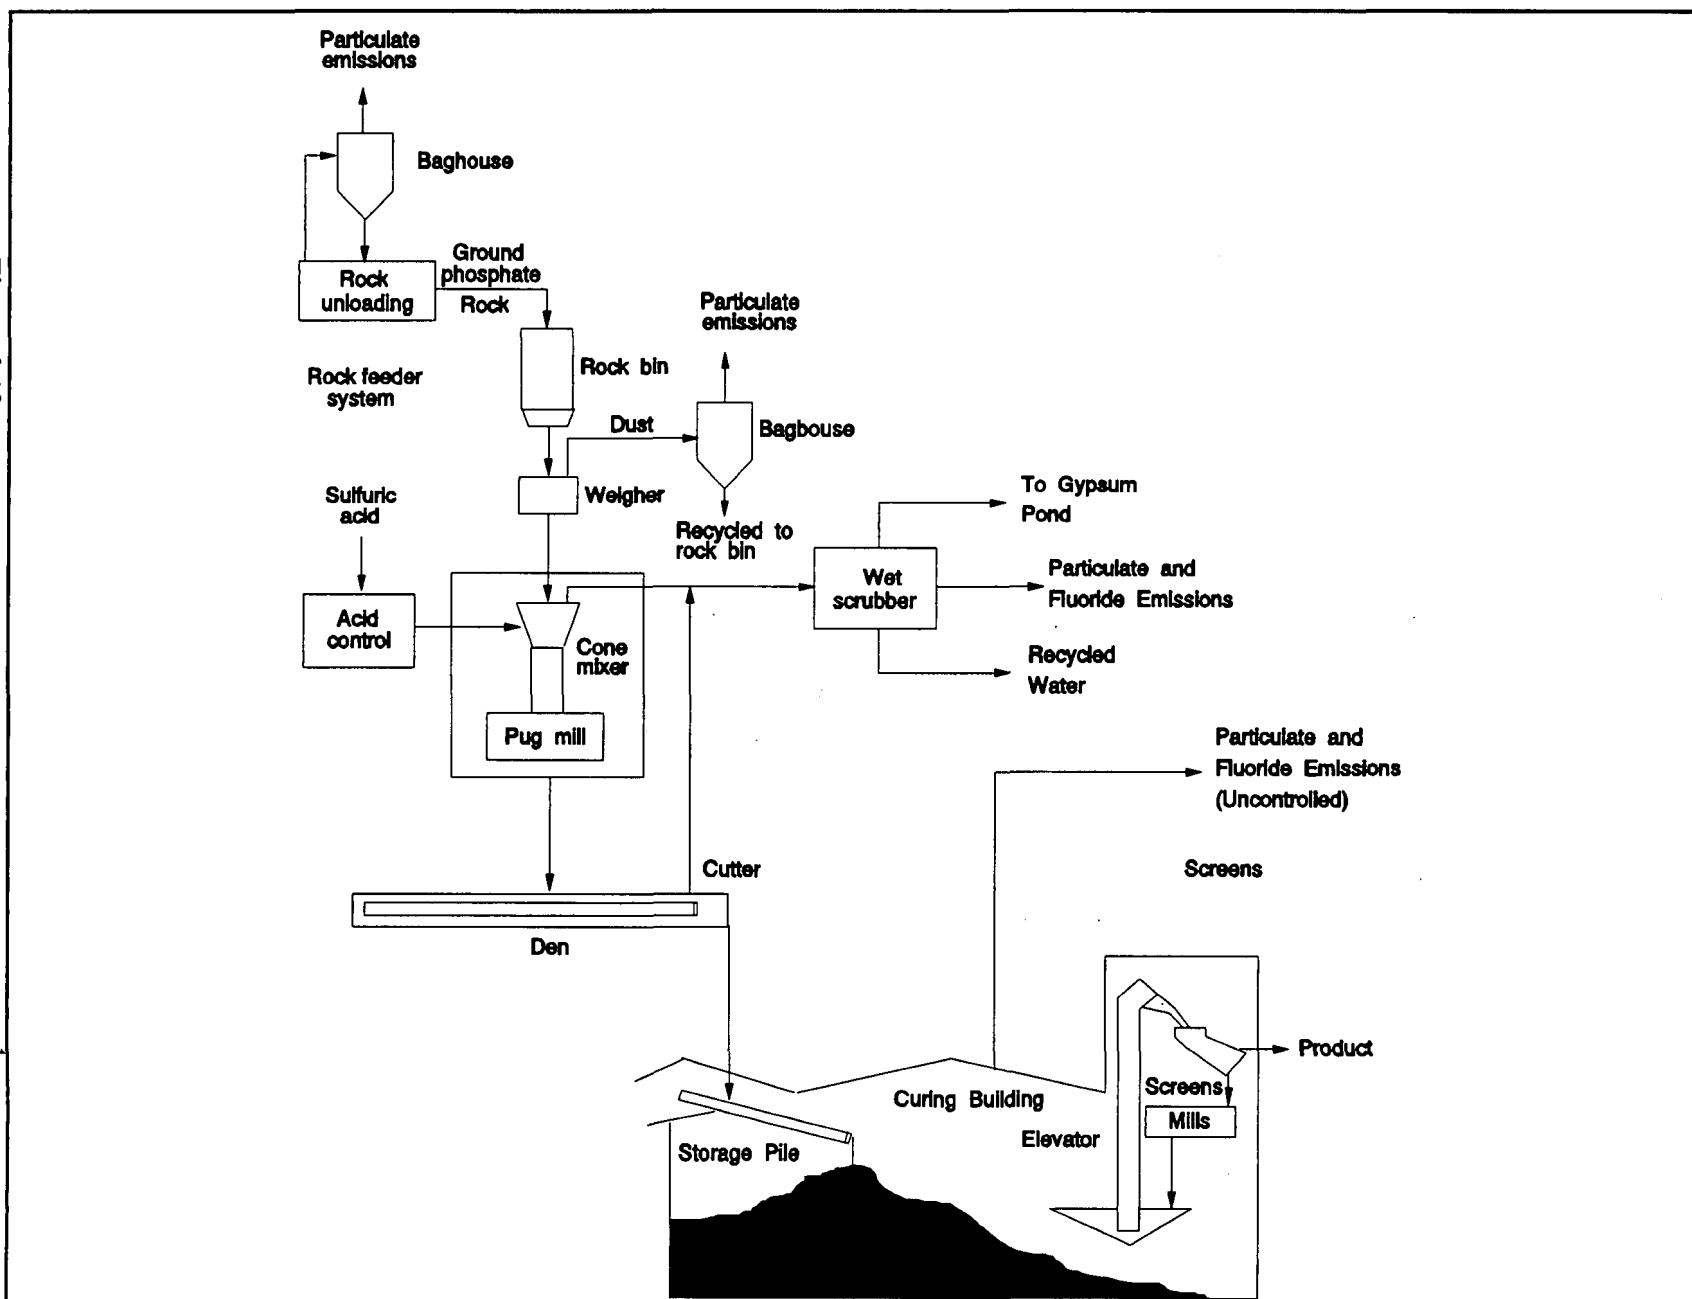 Particulate
emissions
Baghouse
Ground
phosphate
Rock
Rock
unloading
Particulate
emissions
Rock bin
Rock feeder
system
Dust
Bagbouse
Weigher
Sulfuric
acid
To Gypsum
Pond
Recycled to
rock bin
Wet
scrubber
Particulate and
Fluoride Emissions
Acid
control
Cone
mixer
Recycled
Water
Pug mill
Particulate and
Fluoride Emissions
(Uncontrolled)
Cutter
Screens
Den
Product
Curing Building
Screens
Mills
Elevator
Storage Pile